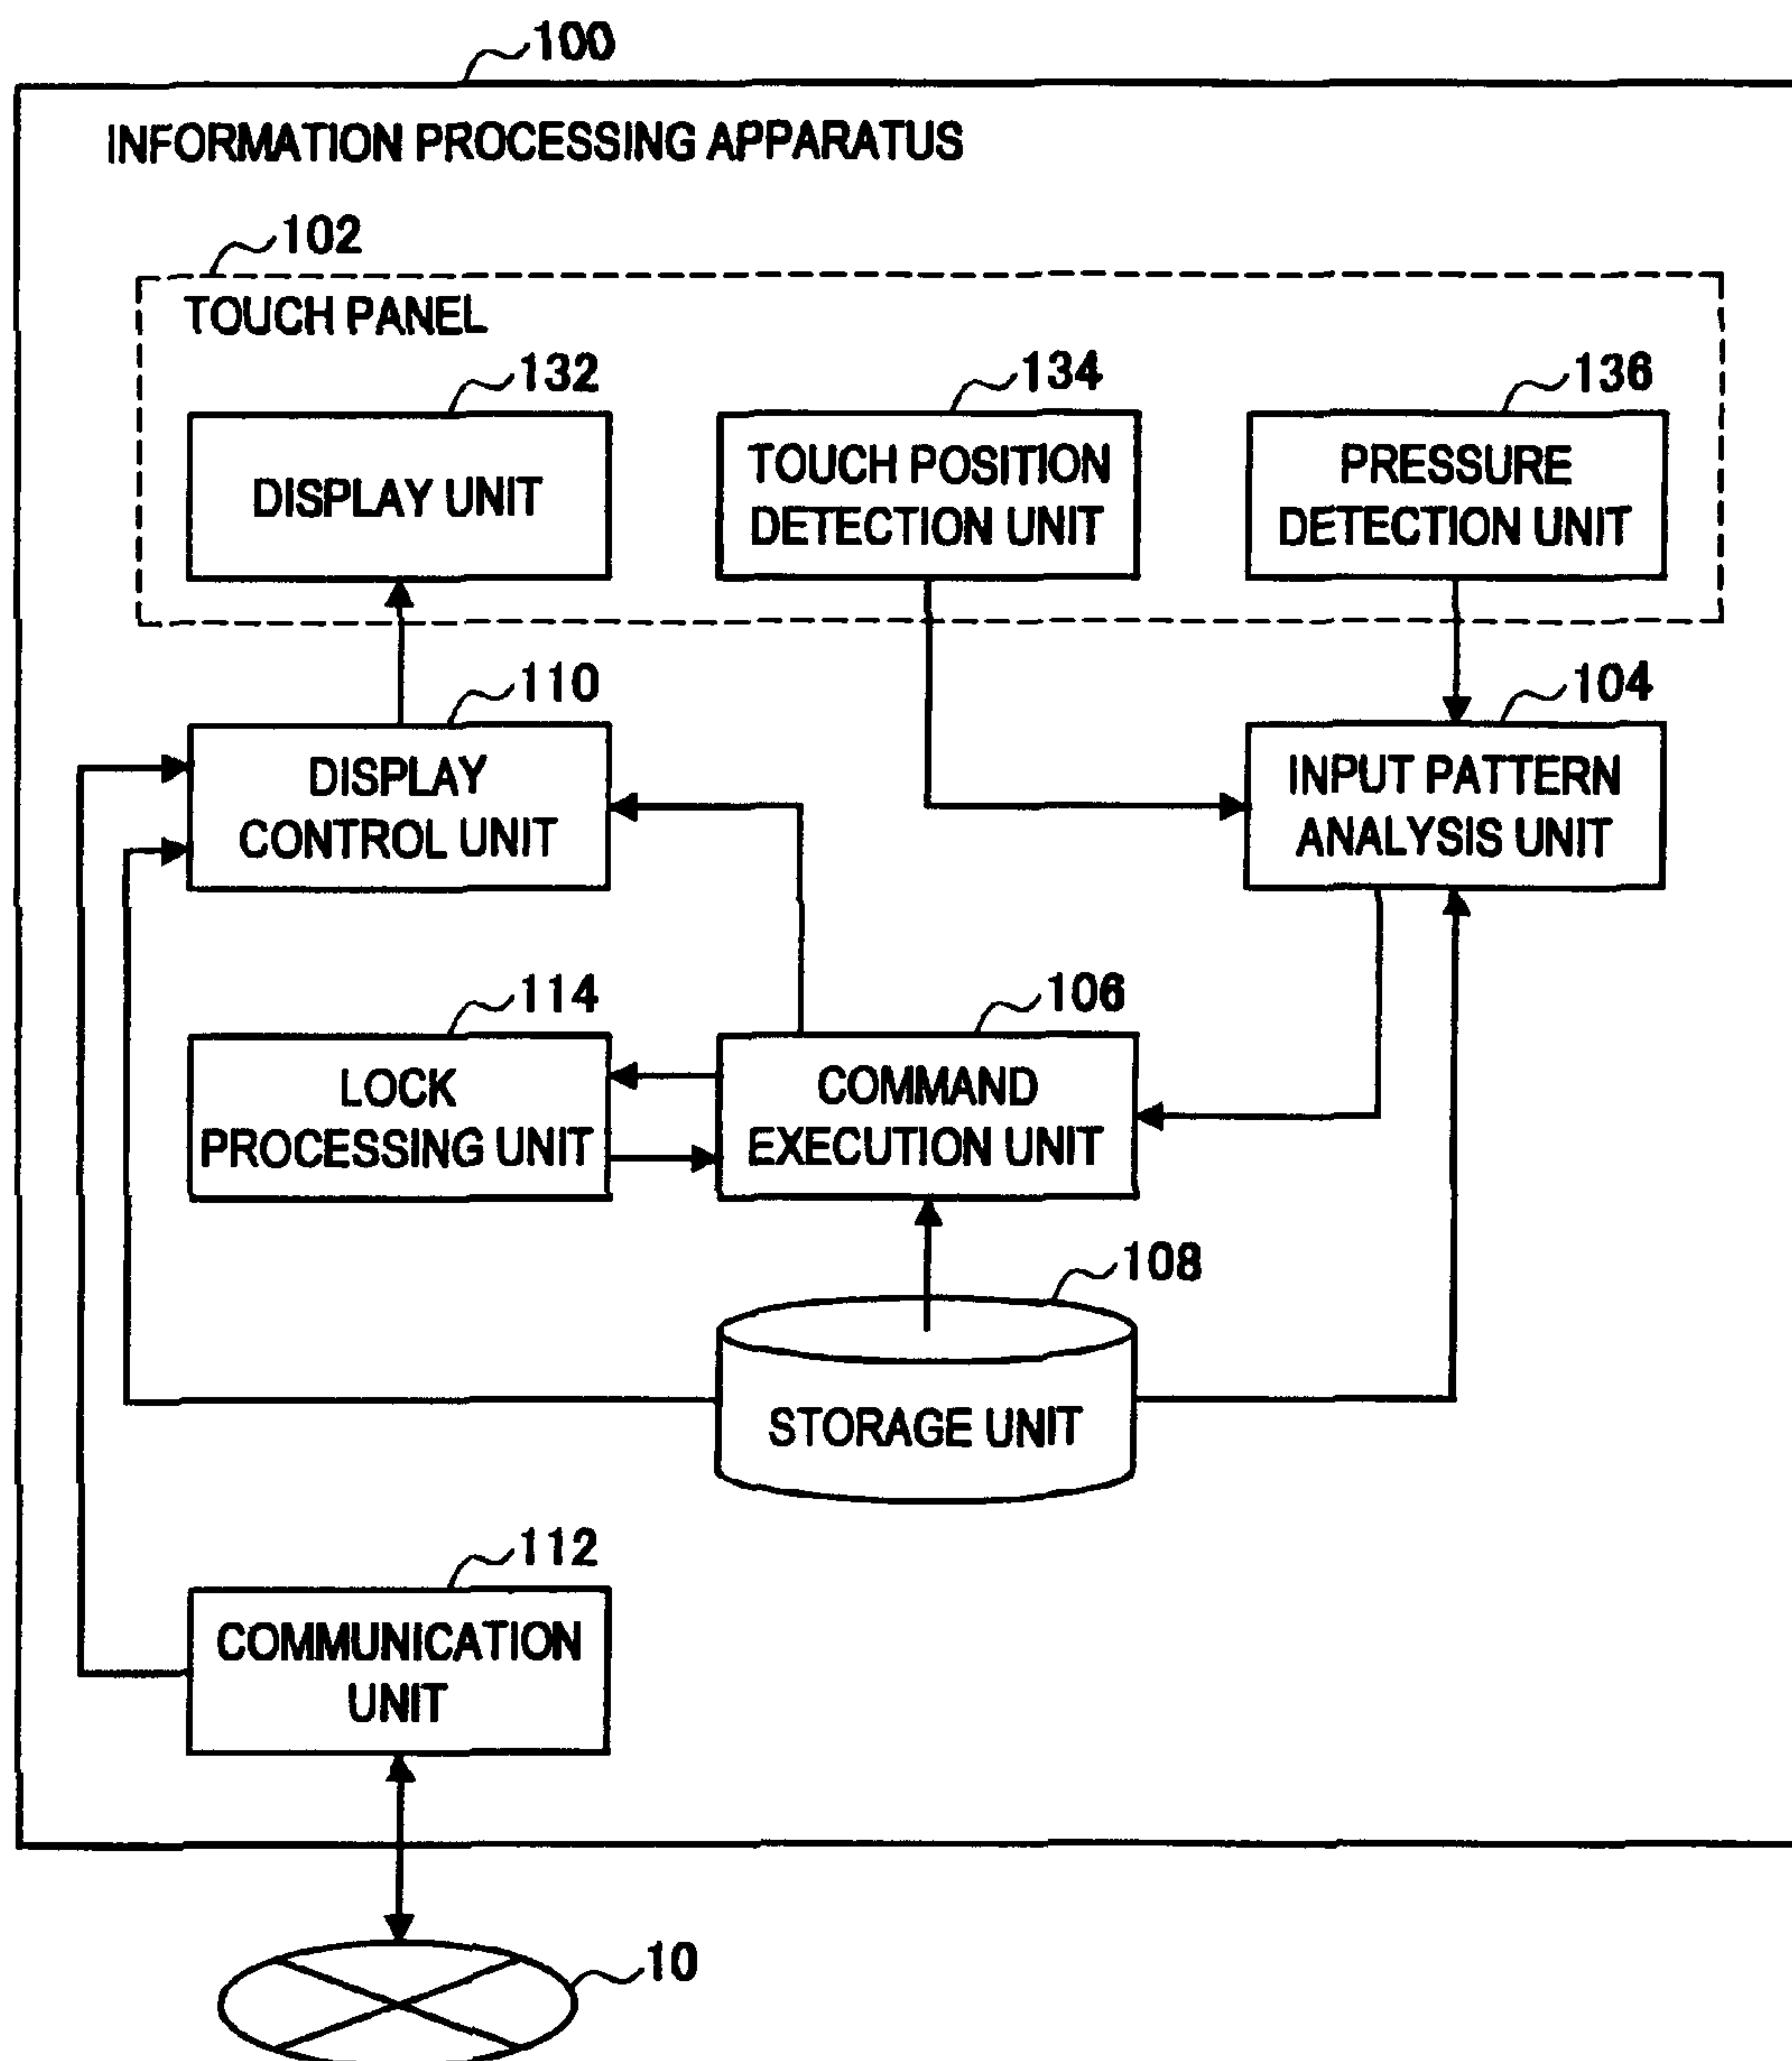 100
INFORMATION PROCESSING APPARATUS
102
TOUCH PANEL
132
DISPLAY UNIT
134
TOUCH POSITION
DETECTION UNIT
136
PRESSURE
DETECTION UNIT
110
DISPLAY
CONTROL UNIT
104
INPUT PATTERN
ANALYSIS UNIT
114
LOCK
PROCESSING UNIT
106
COMMAND
EXECUTION UNIT
108
STORAGE UNIT
112
COMMUNICATION
UNIT
10